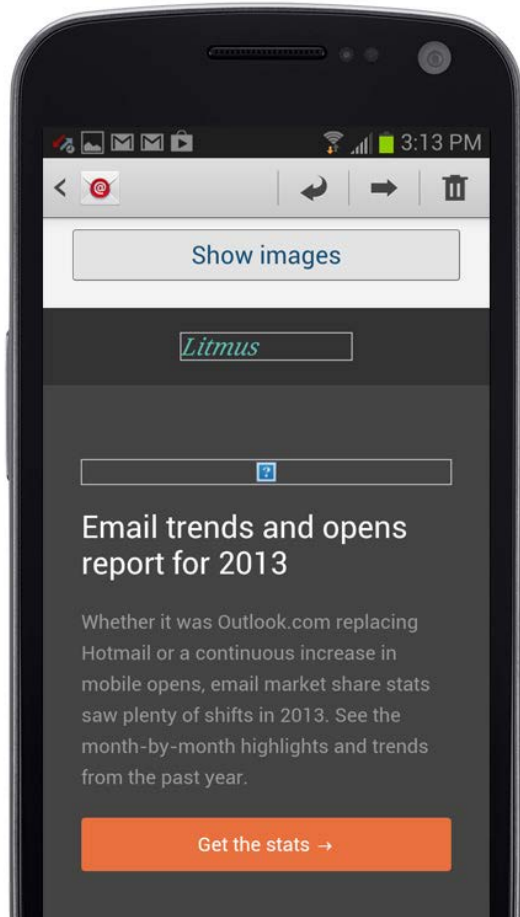 3:13 PM
Show images
Litmus
Email trends and opens
report for 2013
Whether it was Outlook.com replacing
Hotmail or a continuous increase in
mobile opens, email market share stats
saw plenty of shifts in 2013. See the
month-by-month highlights and trends
from the past year.
Get the stats →